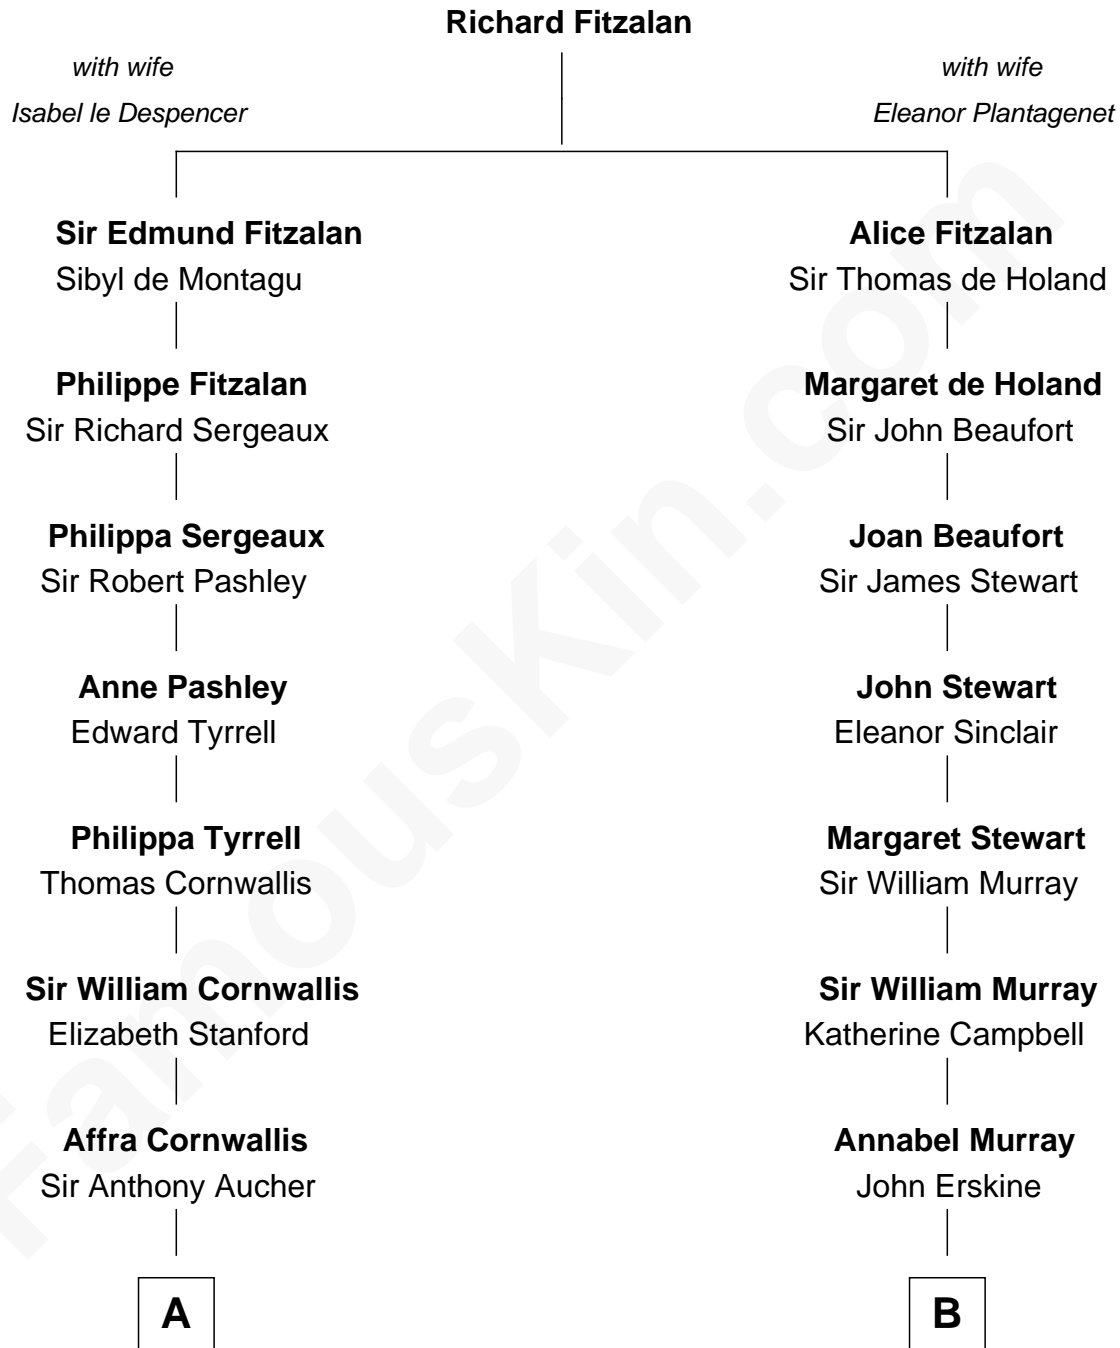 Richard Fitzalan
with wife
Isabel le Despencer
with wife
Eleanor Plantagenet
Sir Edmund Fitzalan
Sibyl de Montagu
Alice Fitzalan
Sir Thomas de Holand
Philippe Fitzalan
Sir Richard Sergeaux
Margaret de Holand
Sir John Beaufort
Philippa Sergeaux
Sir Robert Pashley
Joan Beaufort
Sir James Stewart
Anne Pashley
Edward Tyrrell
John Stewart
Eleanor Sinclair
Philippa Tyrrell
Thomas Cornwallis
Margaret Stewart
Sir William Murray
Sir William Cornwallis
Elizabeth Stanford
Sir William Murray
Katherine Campbell
Affra Cornwallis
Sir Anthony Aucher
Annabel Murray
John Erskine
A
B
FamousKin.com